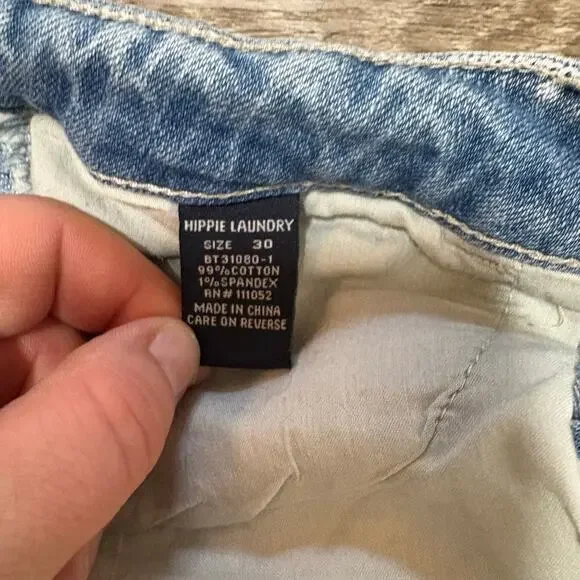 HIPPIE LAUNDRY
SIZE 30
BT31080-1
99%COTTON
1%SPANDEX
RN# 111052
MADE IN CHINA
CARE ON REVERSE